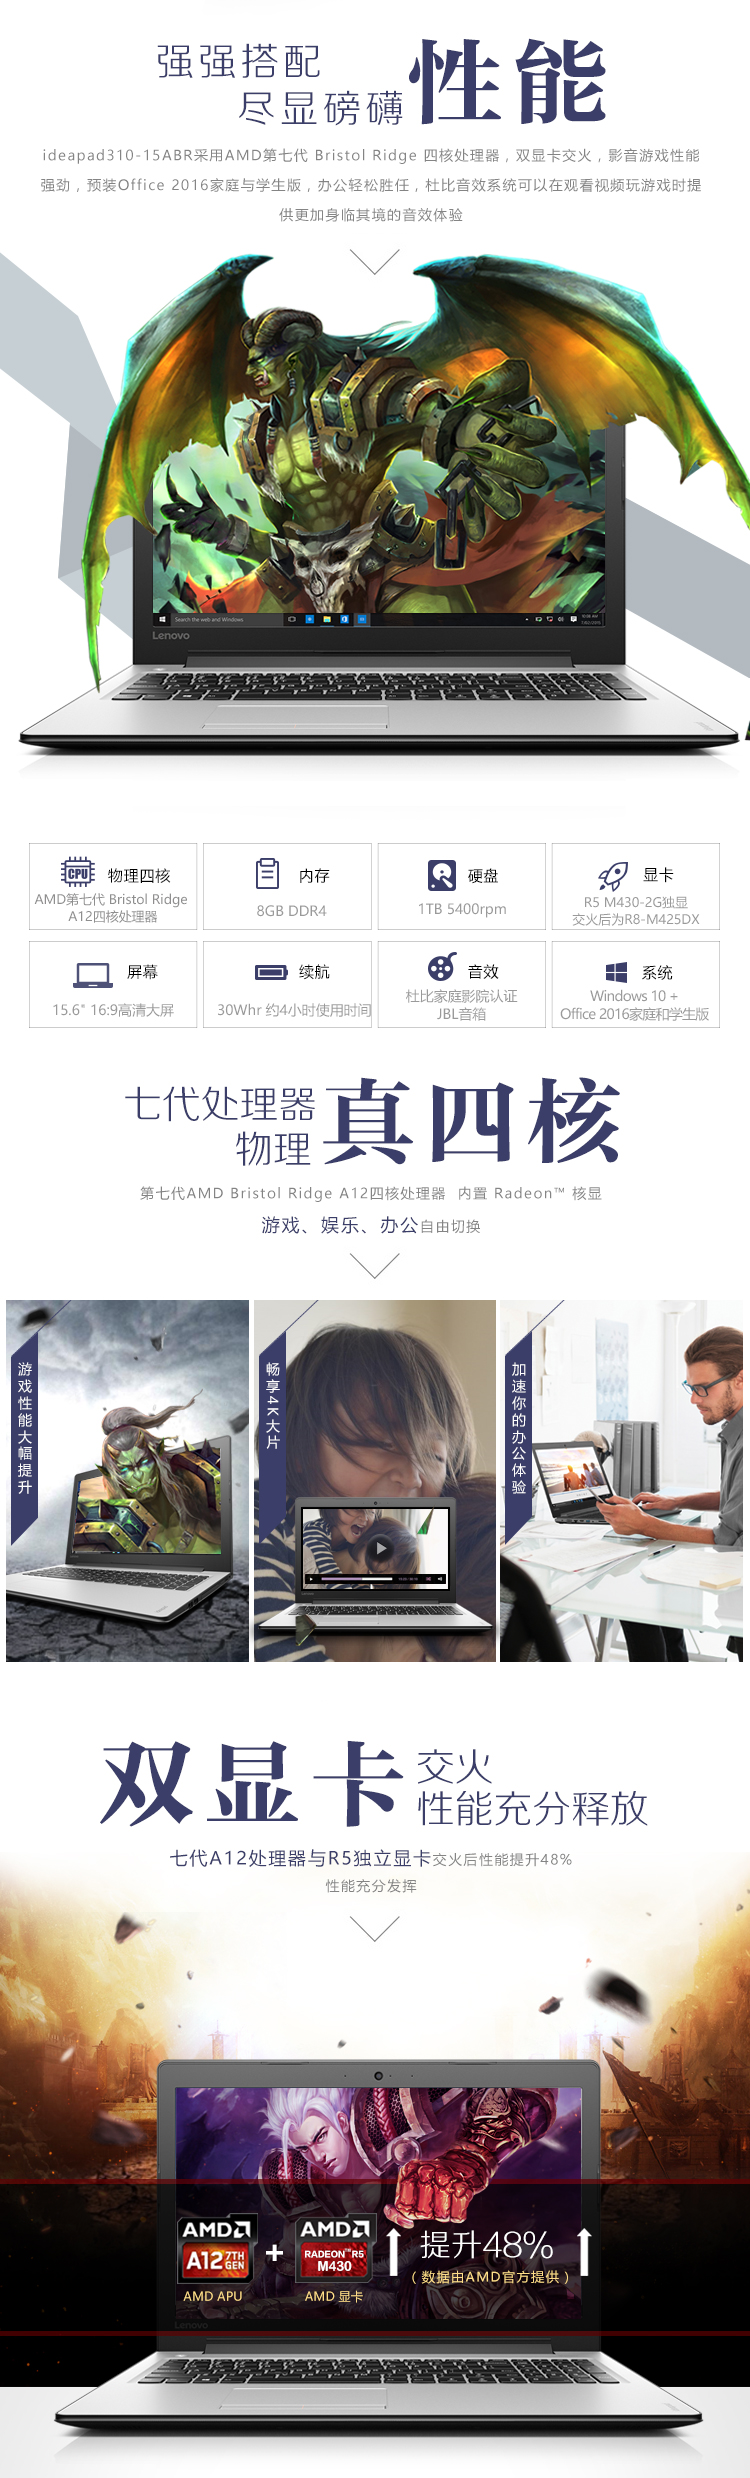 强强搭配
尽显磅礴
性能
ideapad310-15ABR采用AMD第七代 Bristol Ridge 四核处理器，双显卡交火，影音游戏性能
强劲，预装Office 2016家庭与学生版，办公轻松胜任，杜比音效系统可以在观看视频玩游戏时提
供更加身临其境的音效体验
Search the web and Windows
Lenovo
CPU 物理四核
AMD第七代 Bristol Ridge
A12四核处理器
内存
8GB DDR4
硬盘
1TB 5400rpm
显卡
R5 M430-2G独显
交火后为R8-M425DX
屏幕
15.6" 16:9高清大屏
续航
30Whr 约4小时使用时间
音效
杜比家庭影院认证
JBL音箱
系统
Windows 10 +
Office 2016家庭和学生版
七代处理器
物理
真四核
第七代AMD Bristol Ridge A12四核处理器 内置 Radeon™ 核显
游戏、娱乐、办公自由切换
游戏性能大幅提升
畅享4K大片
加速你的办公体验
双显卡
交火
性能充分释放
七代A12处理器与R5独立显卡交火后性能提升48%
性能充分发挥
AMD
A12 7TH GEN
AMD APU
+
AMD
RADEON™ R5
M430
AMD 显卡
提升48%
（数据由AMD官方提供）
Lenovo